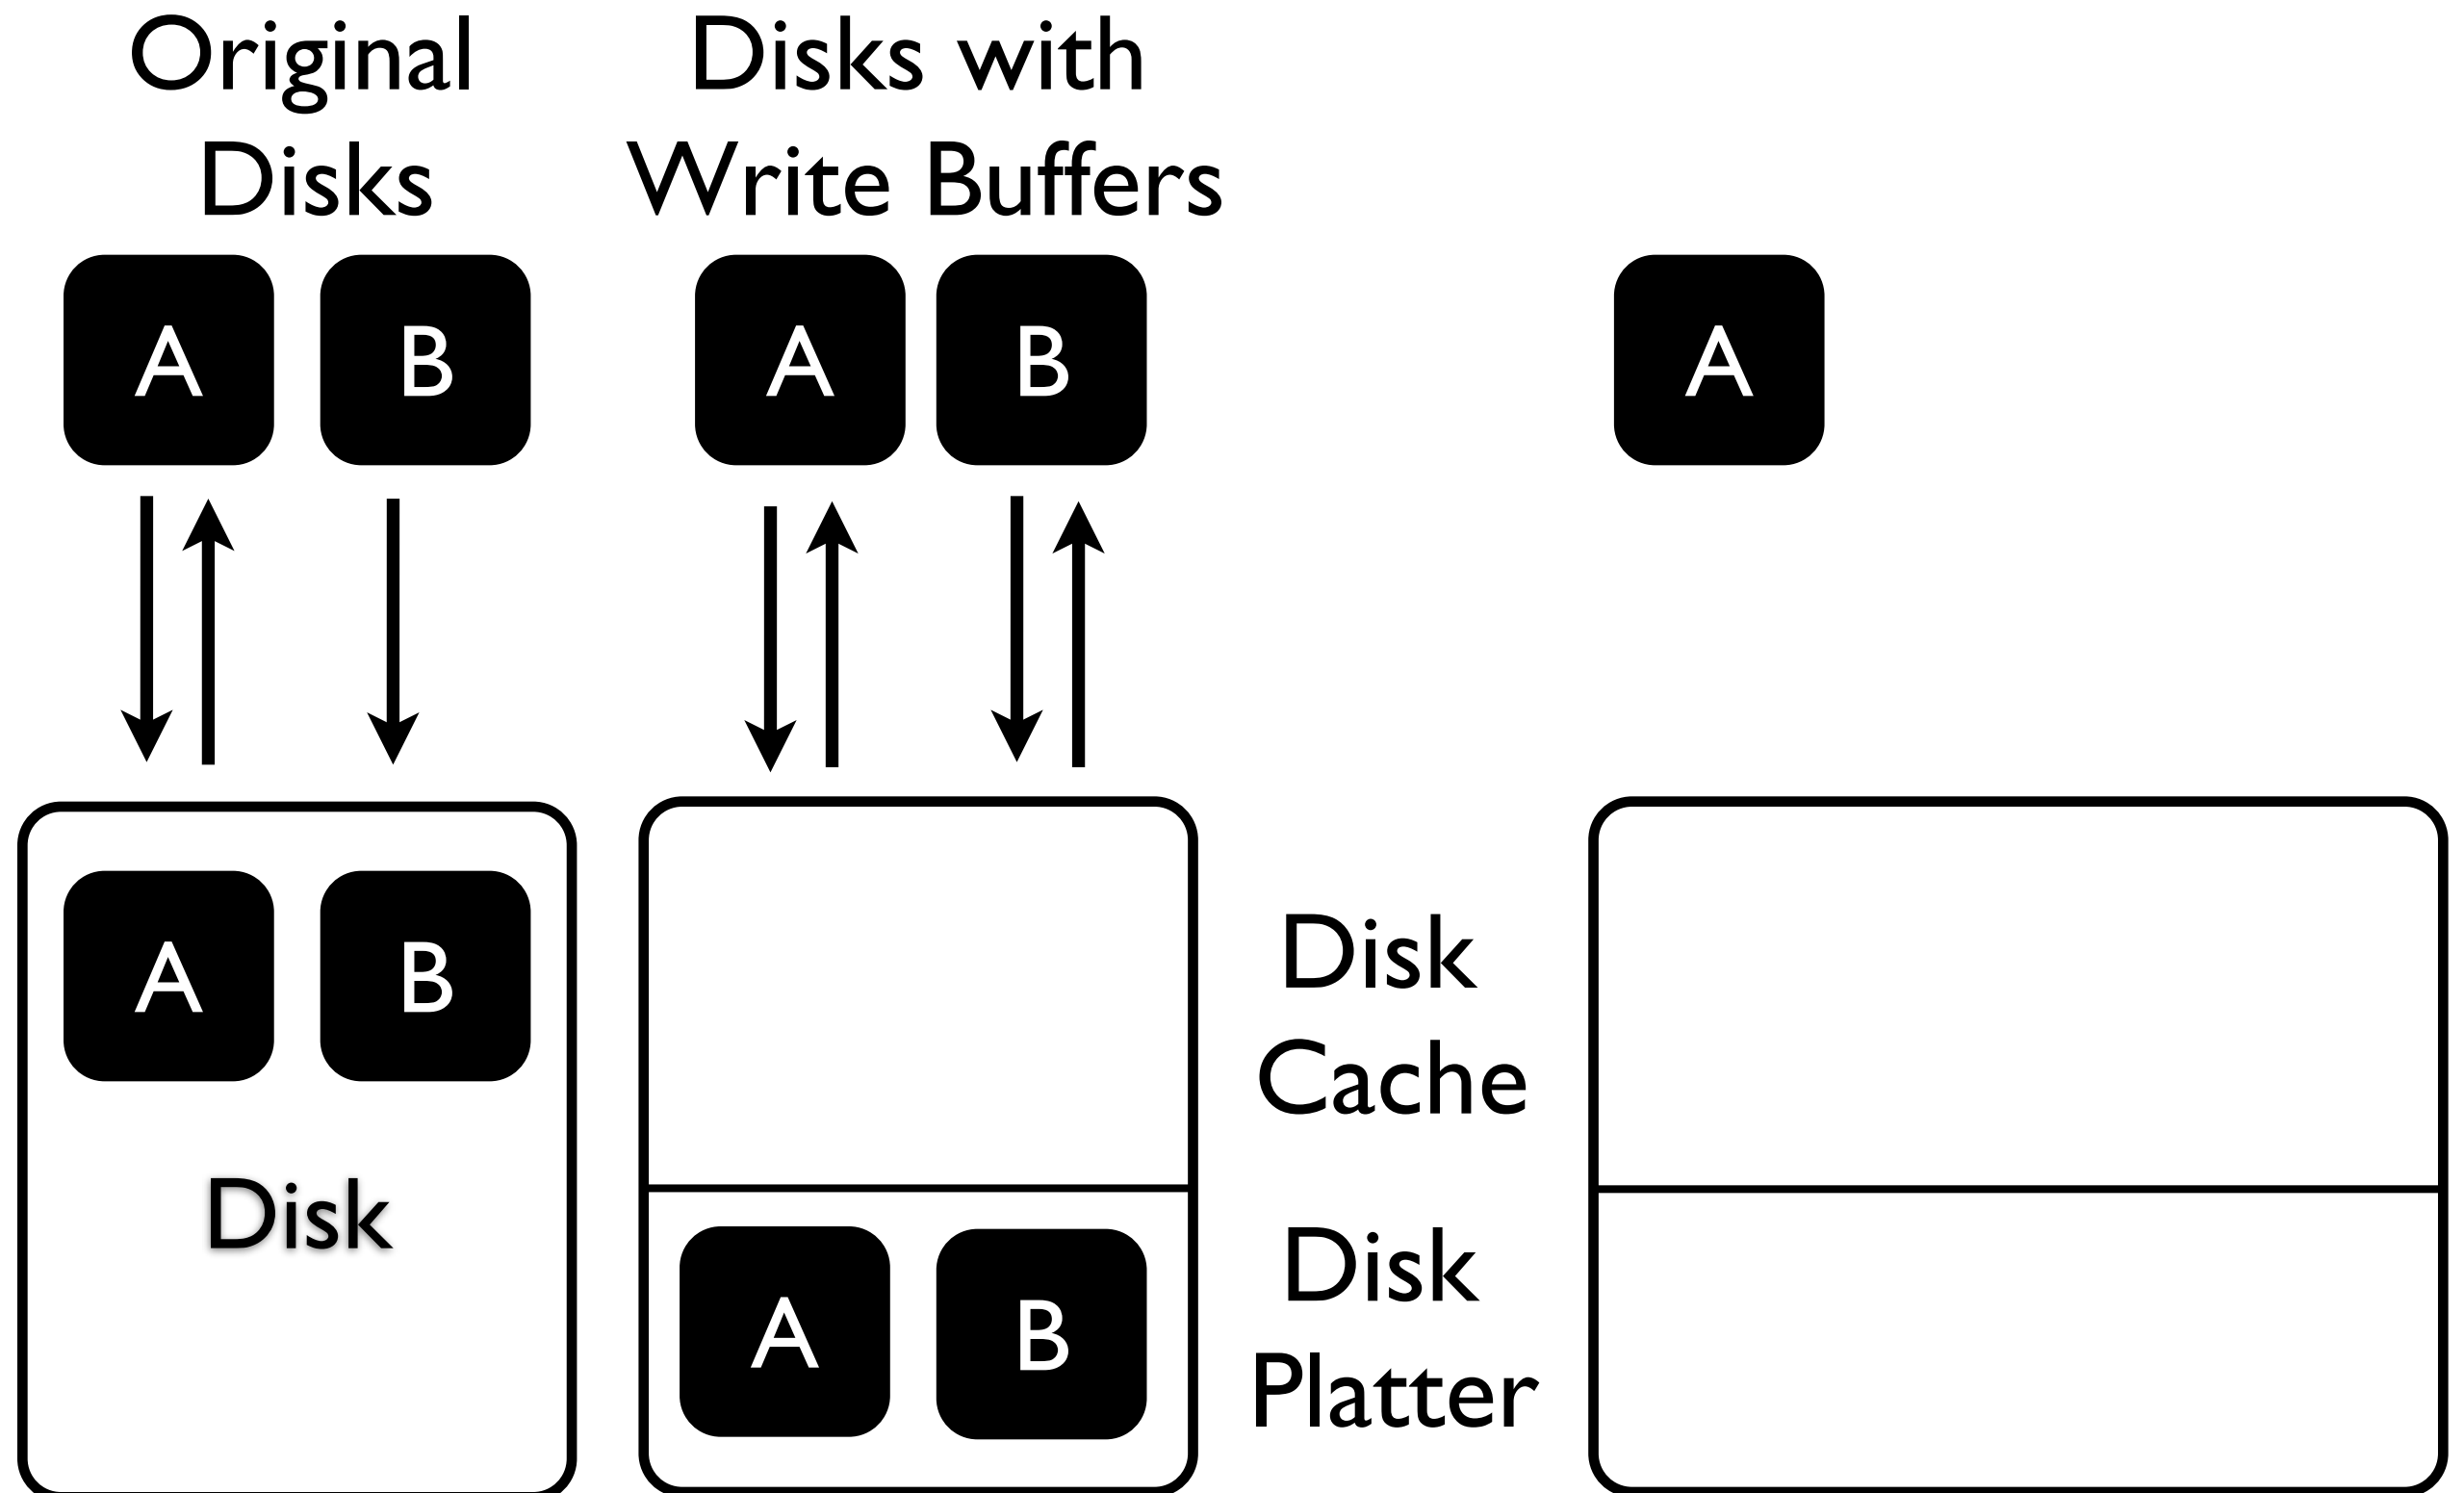 Original
Disks
Disks with
Write Buffers
A B
A B
A
A B
Disk
Disk
Cache
Disk
Platter
A B